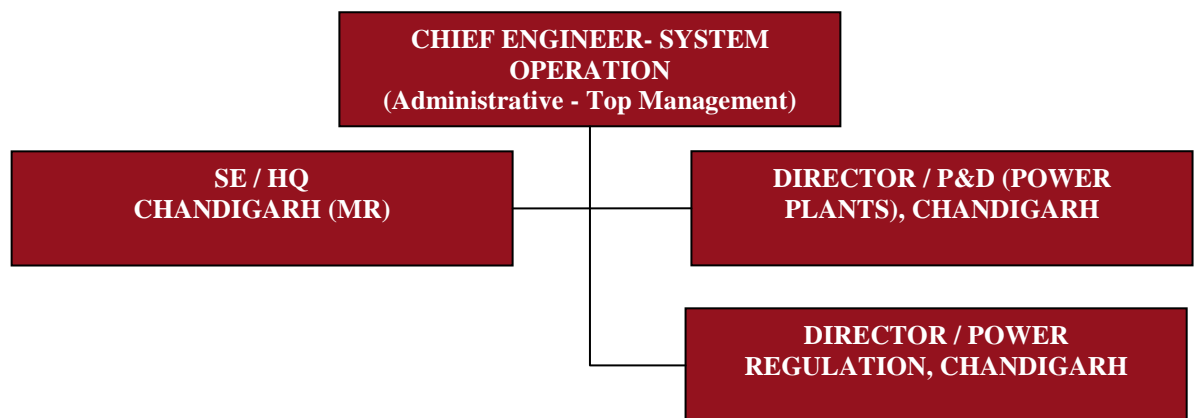 CHIEF ENGINEER- SYSTEM
OPERATION
(Administrative - Top Management)
SE / HQ
CHANDIGARH (MR)
DIRECTOR / P&D (POWER
PLANTS), CHANDIGARH
DIRECTOR / POWER
REGULATION, CHANDIGARH